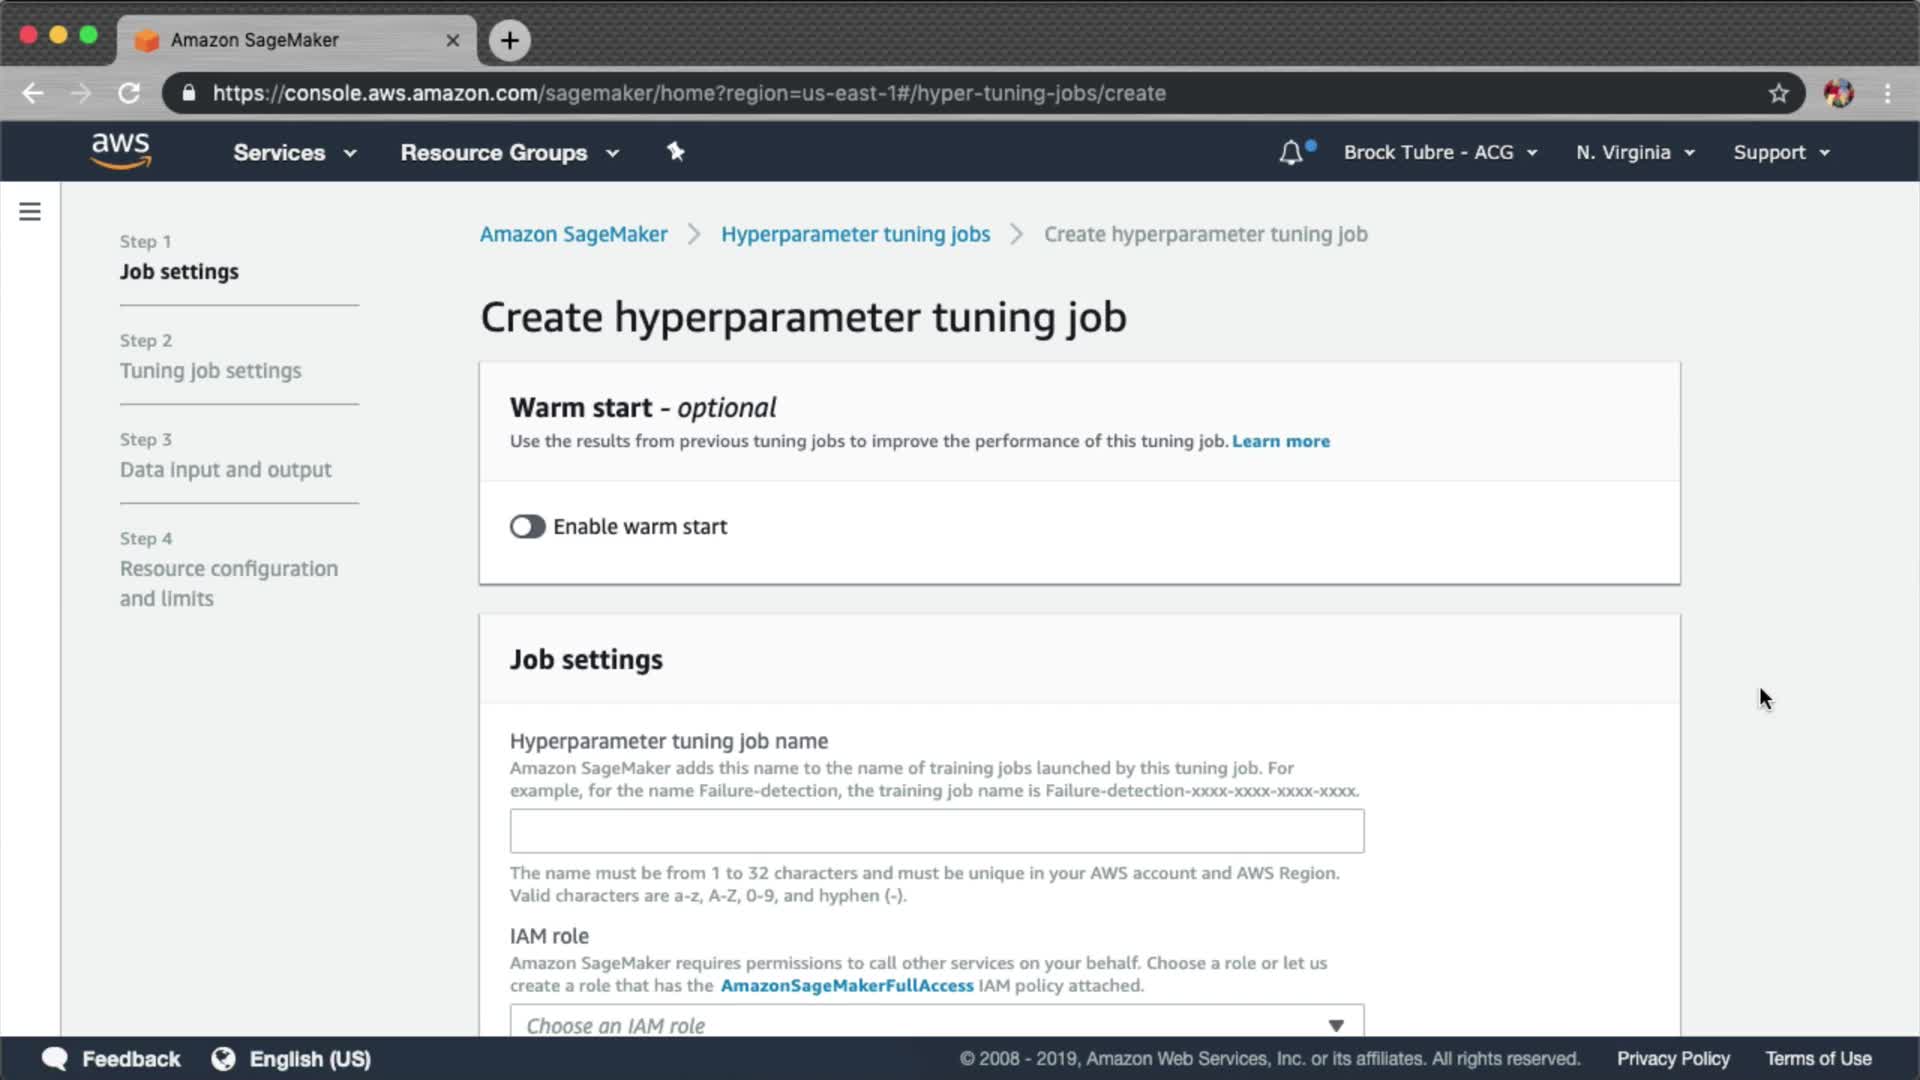 Amazon SageMaker
https://console.aws.amazon.com/sagemaker/home?region=us-east-1#/hyper-tuning-jobs/create
aws
Services
Resource Groups
Brock Tubre - ACG
N. Virginia
Support
Step 1
Job settings
Step 2
Tuning job settings
Step 3
Data input and output
Step 4
Resource configuration
and limits
Amazon SageMaker
Hyperparameter tuning jobs
Create hyperparameter tuning job
Create hyperparameter tuning job
Warm start - optional
Use the results from previous tuning jobs to improve the performance of this tuning job. Learn more
Enable warm start
Job settings
Hyperparameter tuning job name
Amazon SageMaker adds this name to the name of training jobs launched by this tuning job. For
example, for the name Failure-detection, the training job name is Failure-detection-xxxx-xxxx-xxxx-xxxx.
The name must be from 1 to 32 characters and must be unique in your AWS account and AWS Region.
Valid characters are a-z, A-Z, 0-9, and hyphen (-).
IAM role
Amazon SageMaker requires permissions to call other services on your behalf. Choose a role or let us
create a role that has the AmazonSageMakerFullAccess IAM policy attached.
Choose an IAM role
Feedback
English (US)
© 2008 - 2019, Amazon Web Services, Inc. or its affiliates. All rights reserved.
Privacy Policy
Terms of Use